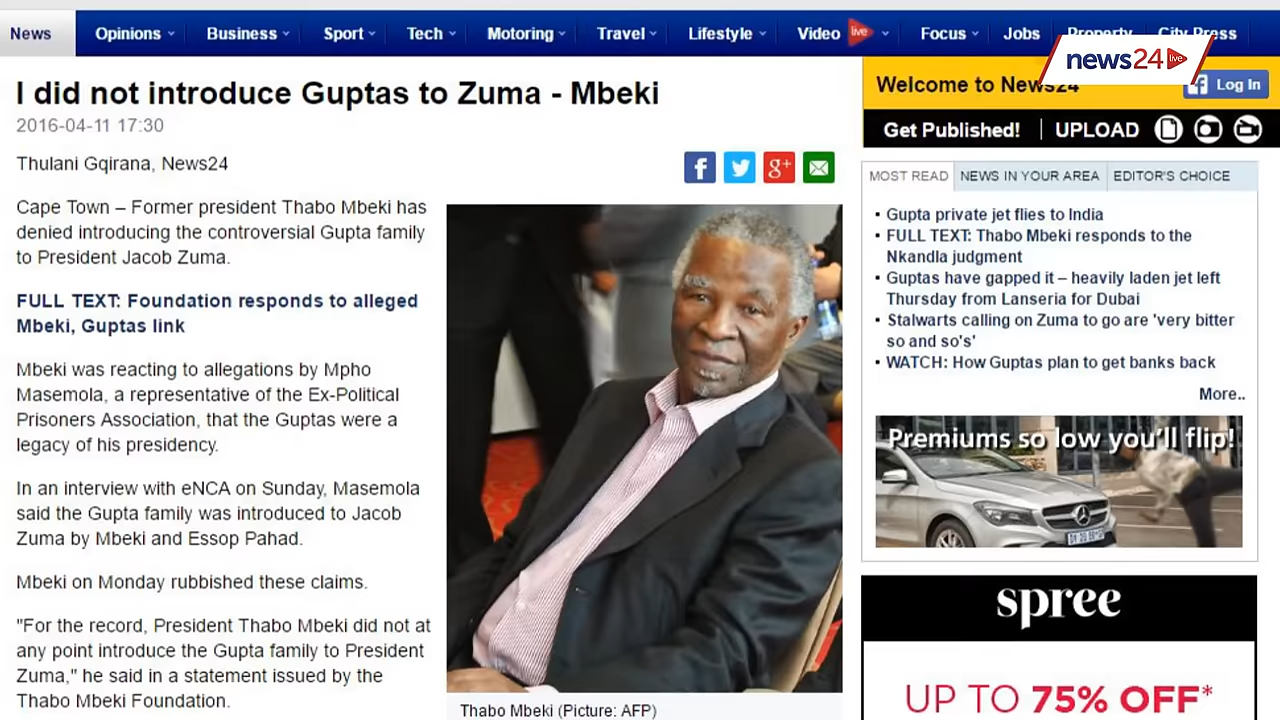 News
Opinions
Business
Sport
Tech
Motoring
Travel
Lifestyle
Video
live
Focus
Jobs
Property
City Press
news24
live
I did not introduce Guptas to Zuma - Mbeki
2016-04-11 17:30
Thulani Gqirana, News24
Cape Town – Former president Thabo Mbeki has
denied introducing the controversial Gupta family
to President Jacob Zuma.
FULL TEXT: Foundation responds to alleged
Mbeki, Guptas link
Mbeki was reacting to allegations by Mpho
Masemola, a representative of the Ex-Political
Prisoners Association, that the Guptas were a
legacy of his presidency.
In an interview with eNCA on Sunday, Masemola
said the Gupta family was introduced to Jacob
Zuma by Mbeki and Essop Pahad.
Mbeki on Monday rubbished these claims.
"For the record, President Thabo Mbeki did not at
any point introduce the Gupta family to President
Zuma," he said in a statement issued by the
Thabo Mbeki Foundation.
f
g+
Thabo Mbeki (Picture: AFP)
Welcome to News24
f Log In
Get Published! | UPLOAD
MOST READ
NEWS IN YOUR AREA
EDITOR'S CHOICE
▪ Gupta private jet flies to India
▪ FULL TEXT: Thabo Mbeki responds to the
Nkandla judgment
▪ Guptas have gapped it – heavily laden jet left
Thursday from Lanseria for Dubai
▪ Stalwarts calling on Zuma to go are 'very bitter
so and so's'
▪ WATCH: How Guptas plan to get banks back
More..
Premiums so low you'll flip!
spree
UP TO 75% OFF*